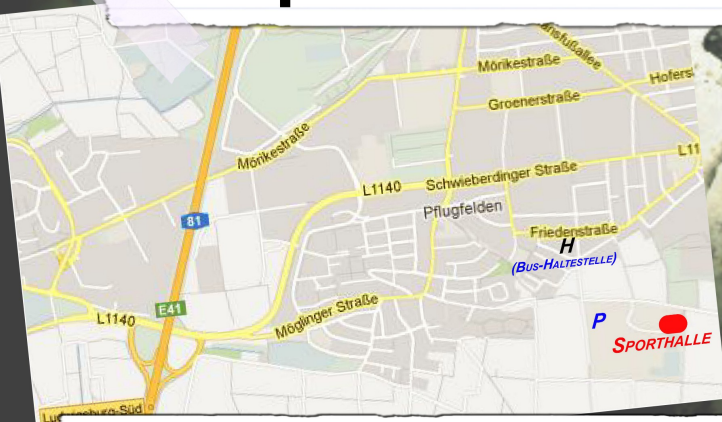 Mörikestraße
Hofers
Groenerstraße
Mörikestraße
L11
L1140 Schwieberdinger Straße
Pflugfelden
81
Friedenstraße
H
(BUS-HALTESTELLE)
E41
L1140
Möglinger Straße
P
SPORTHALLE